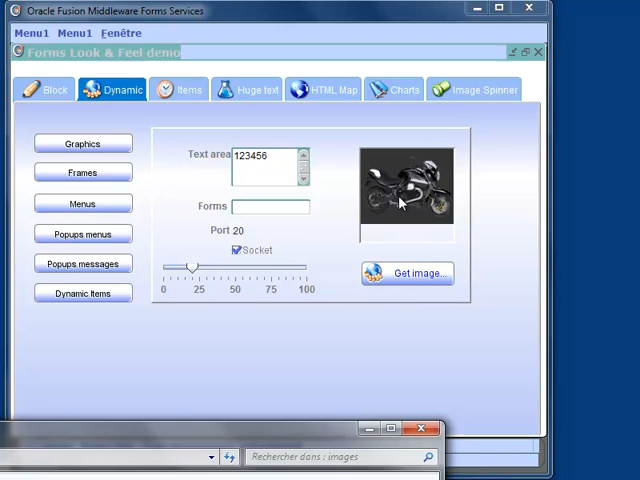 Oracle Fusion Middleware Forms Services
Menu1 Menu1 Fenêtre
Forms Look & Feel demo
Block Dynamic Items Huge text HTML Map Charts Image Spinner
Graphics
Frames
Menus
Popups menus
Popups messages
Dynamic Items
Text area 123456
Forms
Port 20
Socket
0 25 50 75 100
Get image...
Rechercher dans : images